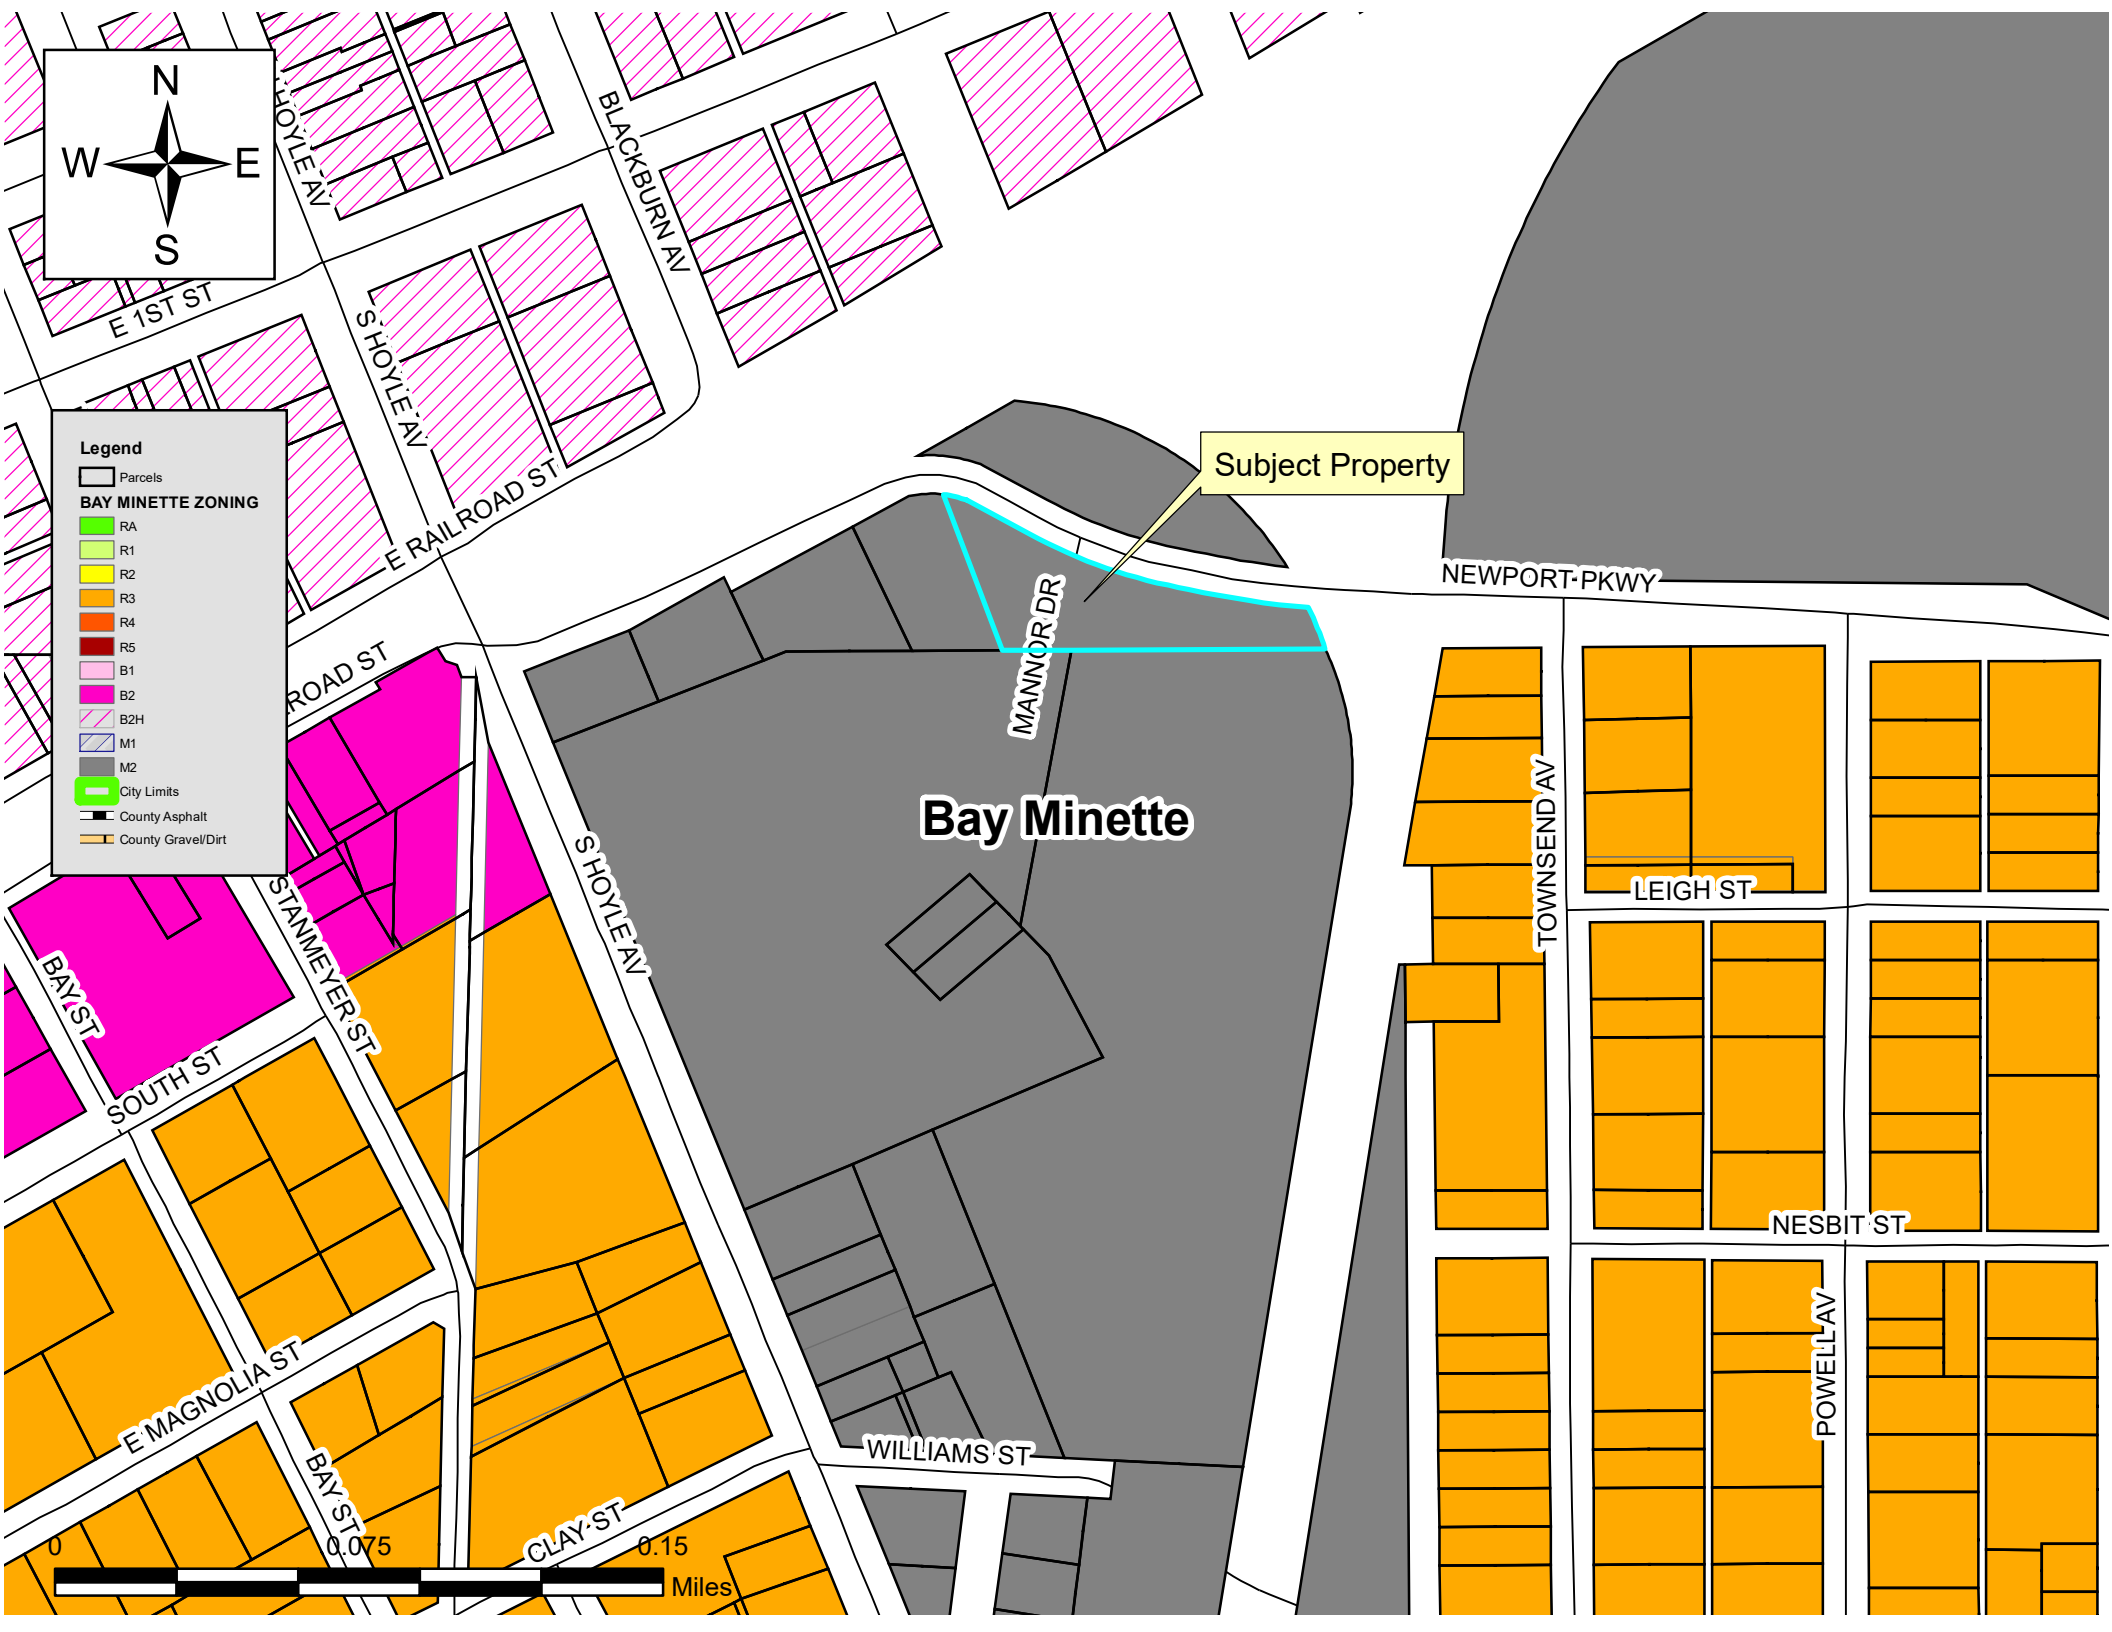 N
W E
S
HOYLE AV
BLACKBURN AV
E 1ST ST
S HOYLE AV
E RAILROAD ST
Subject Property
NEWPORT PKWY
MANNOR DR
ROAD ST
Legend
Parcels
BAY MINETTE ZONING
RA
R1
R2
R3
R4
R5
B1
B2
B2H
M1
M2
City Limits
County Asphalt
County Gravel/Dirt
Bay Minette
TOWNSEND AV
LEIGH ST
S HOYLE AV
STANMEYER ST
BAY ST
SOUTH ST
NESBIT ST
POWELL AV
E MAGNOLIA ST
BAY ST
WILLIAMS ST
CLAY ST
0 0.075 0.15
Miles